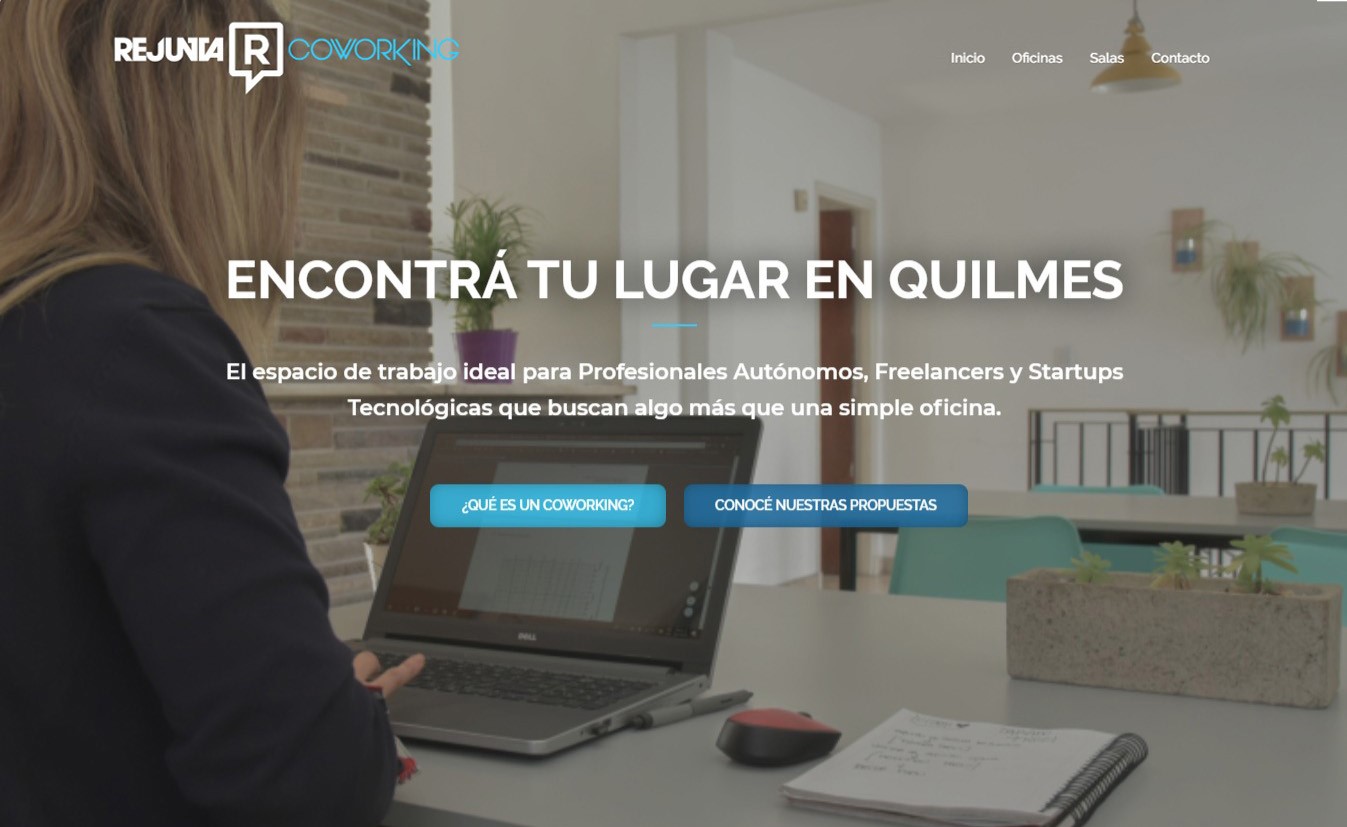 REJUNTA R COWORKING
Inicio Oficinas Salas Contacto
ENCONTRÁ TU LUGAR EN QUILMES
El espacio de trabajo ideal para Profesionales Autónomos, Freelancers y Startups
Tecnológicas que buscan algo más que una simple oficina.
¿QUÉ ES UN COWORKING? CONOCÉ NUESTRAS PROPUESTAS
DELL